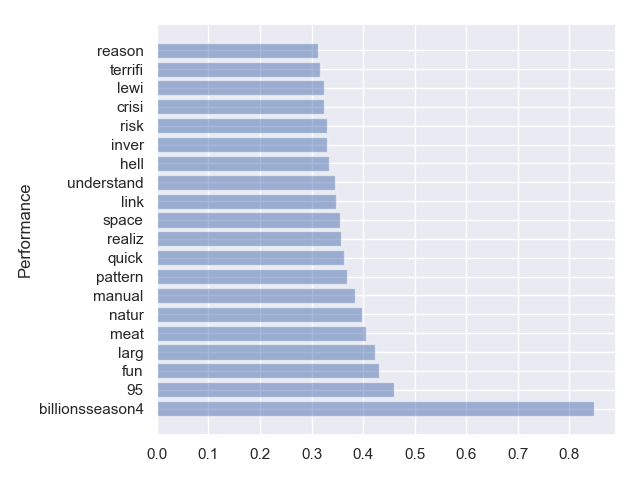 Performance
reason
terrifi
lewi
crisi
risk
inver
hell
understand
link
space
realiz
quick
pattern
manual
natur
meat
larg
fun
95
billionsseason4
0.0 0.1 0.2 0.3 0.4 0.5 0.6 0.7 0.8